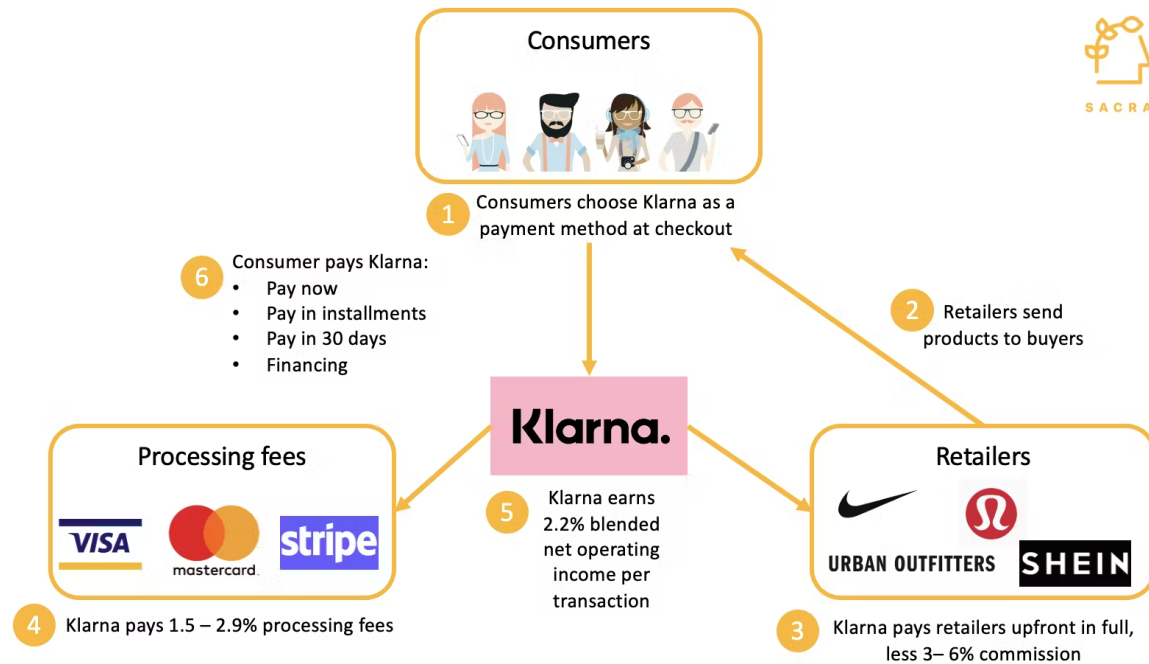 Consumers
SACRA
1
Consumers choose Klarna as a
payment method at checkout
6
Consumer pays Klarna:
• Pay now
• Pay in installments
• Pay in 30 days
• Financing
2
Retailers send
products to buyers
Klarna.
Processing fees
VISA
mastercard.
stripe
Retailers
URBAN OUTFITTERS
SHEIN
5
Klarna earns
2.2% blended
net operating
income per
transaction
4
Klarna pays 1.5 – 2.9% processing fees
3
Klarna pays retailers upfront in full,
less 3– 6% commission